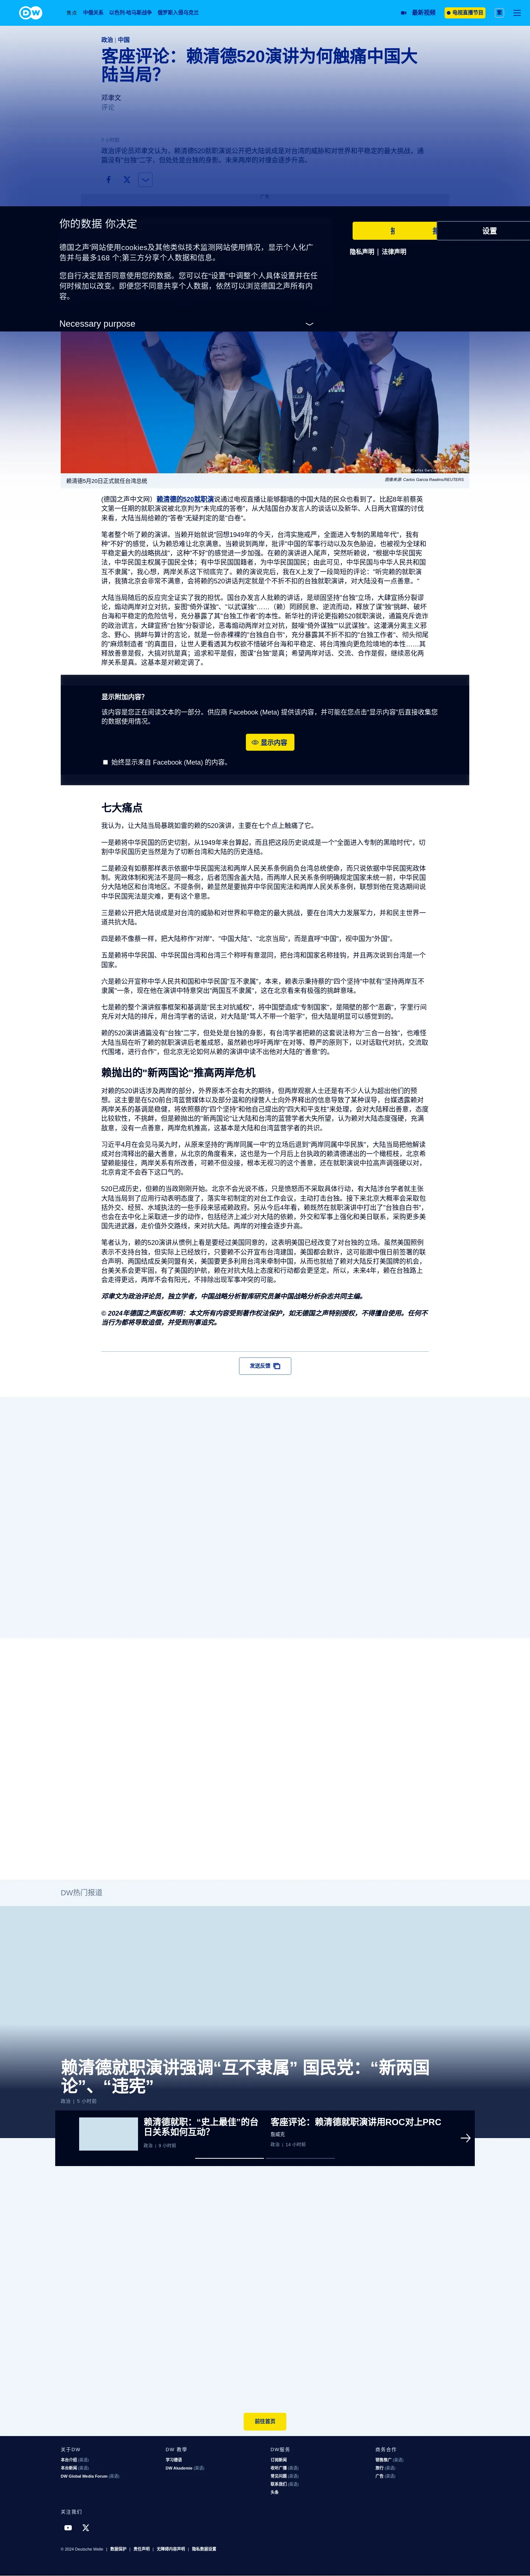 焦点 中俄关系 以色列-哈马斯战争 俄罗斯入侵乌克兰
最新视频 电视直播节目 繁
政治 | 中国
客座评论：赖清德520演讲为何触痛中国大陆当局？
邓聿文
评论
5 小时前
政治评论员邓聿文认为，赖清德520就职演说公开把大陆说成是对台湾的威胁和对世界和平稳定的最大挑战，通篇没有"台独"二字，但处处是台独的身影。未来两岸的对撞会逐步升高。
广告
你的数据 你决定
德国之声'网站使用cookies及其他类似技术监测网站使用情况，显示个人化广告并与最多168 个;第三方分享个人数据和信息。
您自行决定是否同意使用您的数据。您可以在"设置"中调整个人具体设置并在任何时候加以改变。即便您不同意共享个人数据，依然可以浏览德国之声所有内容。
Necessary purpose
设置
隐私声明 | 法律声明
赖清德5月20日正式就任台湾总统
图像来源: Carlos Garcia Rawlins/REUTERS
(德国之声中文网）赖清德的520就职演说通过电视直播让能够翻墙的中国大陆的民众也看到了。比起8年前蔡英文第一任期的就职演说被北京判为"未完成的答卷"，从大陆国台办发言人的谈话以及新华、人日两大官媒的讨伐来看，大陆当局给赖的"答卷"无疑判定的是"白卷"。
笔者整个听了赖的演讲。当赖开始就说"回想1949年的今天，台湾实施戒严，全面进入专制的黑暗年代"，我有种"不好"的感觉，认为赖恐难让北京满意。当赖说到两岸，批评"中国的军事行动以及灰色胁迫，也被视为全球和平稳定最大的战略挑战"，这种"不好"的感觉进一步加强。在赖的演讲进入尾声，突然听赖说，"根据中华民国宪法，中华民国主权属于国民全体；有中华民国国籍者，为中华民国国民；由此可见，中华民国与中华人民共和国互不隶属"，我心想，两岸关系这下彻底完了。赖的演说完后，我在X上发了一段简短的评论："听完赖的就职演讲，我猜北京会非常不满意，会将赖的520讲话判定就是个不折不扣的台独就职演讲，对大陆没有一点善意。"
大陆当局随后的反应完全证实了我的担忧。国台办发言人批赖的讲话，是顽固坚持"台独"立场，大肆宣扬分裂谬论，煽动两岸对立对抗，妄图"倚外谋独"、"以武谋独"……（赖）罔顾民意、逆流而动，释放了谋"独"挑衅、破坏台海和平稳定的危险信号，充分暴露了其"台独工作者"的本性。新华社的评论更指赖520就职演说，通篇充斥诡诈的政治谎言，大肆宣扬"台独"分裂谬论，恶毒煽动两岸对立对抗，鼓噪"倚外谋独""以武谋独"。这灌满分离主义邪念、野心、挑衅与算计的言论，就是一份赤裸裸的"台独自白书"，充分暴露其不折不扣的"台独工作者"、彻头彻尾的"麻烦制造者 "的真面目，让世人更看透其为权欲不惜破坏台海和平稳定、将台湾推向更危险境地的本性……其释放善意是假，大搞对抗是真；追求和平是假，图谋"台独"是真；希望两岸对话、交流、合作是假，继续恶化两岸关系是真。这基本是对赖定调了。
显示附加内容？
该内容是您正在阅读文本的一部分。供应商 Facebook (Meta) 提供该内容，并可能在您点击"显示内容"后直接收集您的数据使用情况。
显示内容
始终显示来自 Facebook (Meta) 的内容。
七大痛点
我认为，让大陆当局暴跳如雷的赖的520演讲，主要在七个点上触痛了它。
一是赖将中华民国的历史切割，从1949年来台算起，而且把这段历史说成是一个"全面进入专制的黑暗时代"，切割中华民国历史当然是为了切断台湾和大陆的历史连结。
二是赖没有如蔡那样表示依据中华民国宪法和两岸人民关系条例肩负台湾总统使命，而只说依据中华民国宪政体制。宪政体制和宪法不是同一概念，后者范围含盖大陆，而两岸人民关系条例明确规定国家未统一前，中华民国分大陆地区和台湾地区。不提条例，赖显然是要抛弃中华民国宪法和两岸人民关系条例，联想到他在竞选期间说中华民国宪法是灾难，更有这个意思。
三是赖公开把大陆说成是对台湾的威胁和对世界和平稳定的最大挑战，要在台湾大力发展军力，并和民主世界一道共抗大陆。
四是赖不像蔡一样，把大陆称作"对岸"、"中国大陆"、"北京当局"，而是直呼"中国"，视中国为"外国"。
五是赖将中华民国、中华民国台湾和台湾三个称呼有意混同，把台湾和国家名称挂钩，并且两次说到台湾是一个国家。
六是赖公开宣称中华人民共和国和中华民国"互不隶属"，本来，赖表示秉持蔡的"四个坚持"中就有"坚持两岸互不隶属"一条，现在他在演讲中特意突出"两国互不隶属"，这在北京看来有极强的挑衅意味。
七是赖的整个演讲叙事框架和基调是"民主对抗威权"，将中国塑造成"专制国家"，是隔壁的那个"恶霸"，字里行间充斥对大陆的排斥，用台湾学者的话说，对大陆是"骂人不带一个脏字"，但大陆是明显可以感觉到的。
赖的520演讲通篇没有"台独"二字，但处处是台独的身影，有台湾学者把赖的这套说法称为"三合一台独"，也难怪大陆当局在听了赖的就职演讲后老羞成怒，虽然赖也呼吁两岸"在对等、尊严的原则下，以对话取代对抗，交流取代围堵，进行合作"，但北京无论如何从赖的演讲中读不出他对大陆的"善意"的。
赖抛出的"新两国论"推高两岸危机
对赖的520讲话涉及两岸的部分，外界原本不会有大的期待，但两岸观察人士还是有不少人认为超出他们的预想。这主要是在520前台湾蓝营媒体以及部分温和的绿营人士向外界释出的信息导致了某种误导，台媒透露赖对两岸关系的基调是稳健，将依照蔡的"四个坚持"和他自己提出的"四大和平支柱"来处理，会对大陆释出善意，态度比较软性，不挑衅，但是赖抛出的"新两国论"让大陆和台湾的蓝营学者大失所望，认为赖对大陆态度强硬，充满敌意，没有一点善意，两岸危机推高，这基本是大陆和台湾蓝营学者的共识。
习近平4月在会见马英九时，从原来坚持的"两岸同属一中"的立场后退到"两岸同属中华民族"，大陆当局把他解读成对台湾释出的最大善意，从北京的角度看来，这也是为一个月后上台执政的赖清德递出的一个橄榄枝，北京希望赖能接住，两岸关系有所改善，可赖不但没接，根本无视习的这个善意，还在就职演说中拉高声调强硬以对，北京肯定不会吞下这口气的。
520已成历史，但赖的当政刚刚开始。北京不会光说不练，只是愤怒而不采取具体行动，有大陆涉台学者就主张大陆当局到了应用行动表明态度了，落实年初制定的对台工作会议，主动打击台独。接下来北京大概率会采取包括外交、经贸、水域执法的一些手段来惩戒赖政府。另从今后4年看，赖既然在就职演讲中打出了"台独自白书"，也会在去中化上采取进一步的动作，包括经济上减少对大陆的依赖，外交和军事上强化和美日联系，采购更多美国先进武器，走价值外交路线，来对抗大陆。两岸的对撞会逐步升高。
笔者认为，赖的520演讲从惯例上看是要经过美国同意的，这表明美国已经改变了对台独的立场。虽然美国照例表示不支持台独，但实际上已经放行，只要赖不公开宣布台湾建国，美国都会默许，这可能跟中俄日前签署的联合声明、两国结成反美同盟有关，美国要更多利用台湾来牵制中国，从而也就给了赖对大陆反打美国牌的机会，赖会同美关系会更牢固，有了美国的护航，赖在抗大陆上态度和行动都会更坚定。所以，未来4年，赖在台独路上会走得更远，两岸不会有阳光，不排除出现军事冲突的可能。
邓聿文为政治评论员，独立学者，中国战略分析智库研究员兼中国战略分析杂志共同主编。
© 2024年德国之声版权声明：本文所有内容受到著作权法保护，如无德国之声特别授权，不得擅自使用。任何不当行为都将导致追偿，并受到刑事追究。
发送反馈
DW热门报道
赖清德就职演讲强调"互不隶属" 国民党："新两国论"、"违宪"
政治 | 5 小时前
赖清德就职："史上最佳"的台日关系如何互动？
政治 | 9 小时前
客座评论：赖清德就职演讲用ROC对上PRC
詹威克
政治 | 14 小时前
前往首页
关于DW
本台介绍 (英语)
本台新闻 (英语)
DW Global Media Forum (英语)
DW 教学
学习德语
DW Akademie (英语)
DW服务
订阅新闻
收听广播 (英语)
常见问题 (英语)
联系我们 (英语)
头条
商务合作
销售推广 (英语)
旅行 (英语)
广告 (英语)
关注我们
© 2024 Deutsche Welle | 数据保护 | 责任声明 | 无障碍内容声明 | 隐私数据设置